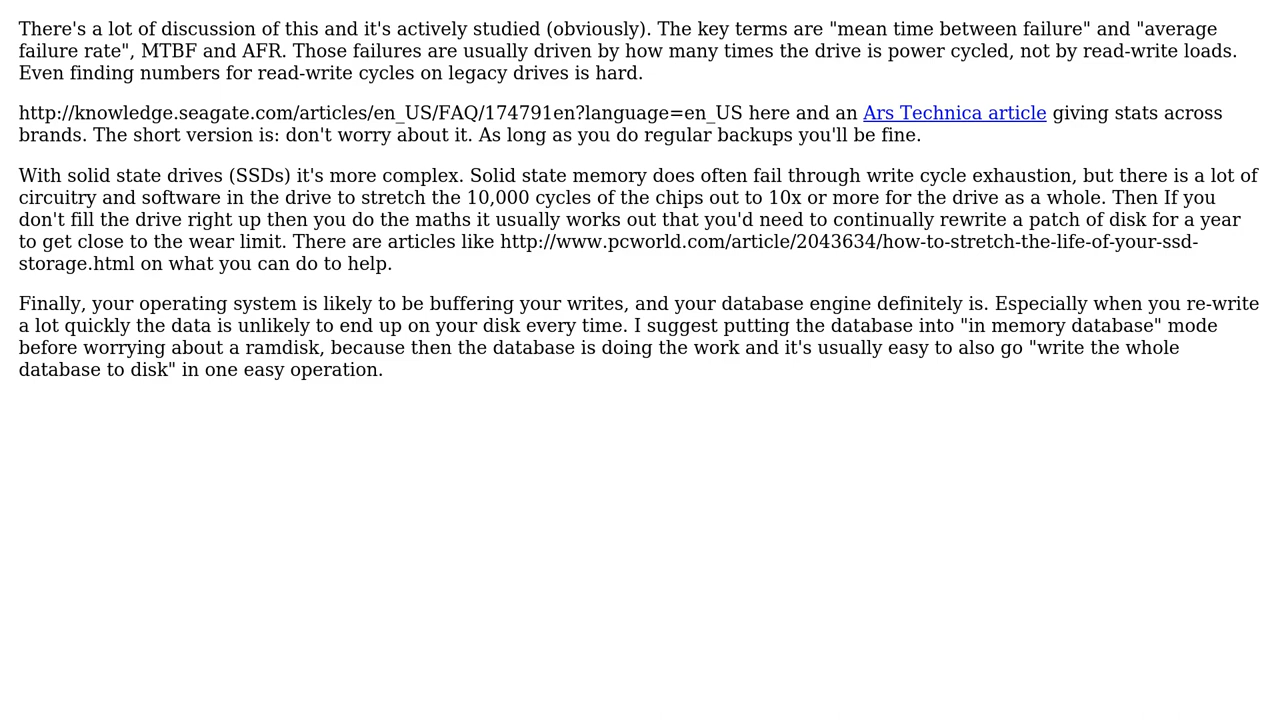 There's a lot of discussion of this and it's actively studied (obviously). The key terms are "mean time between failure" and "average
failure rate", MTBF and AFR. Those failures are usually driven by how many times the drive is power cycled, not by read-write loads.
Even finding numbers for read-write cycles on legacy drives is hard.
http://knowledge.seagate.com/articles/en_US/FAQ/174791en?language=en_US here and an Ars Technica article giving stats across
brands. The short version is: don't worry about it. As long as you do regular backups you'll be fine.
With solid state drives (SSDs) it's more complex. Solid state memory does often fail through write cycle exhaustion, but there is a lot of
circuitry and software in the drive to stretch the 10,000 cycles of the chips out to 10x or more for the drive as a whole. Then If you
don't fill the drive right up then you do the maths it usually works out that you'd need to continually rewrite a patch of disk for a year
to get close to the wear limit. There are articles like http://www.pcworld.com/article/2043634/how-to-stretch-the-life-of-your-ssd-
storage.html on what you can do to help.
Finally, your operating system is likely to be buffering your writes, and your database engine definitely is. Especially when you re-write
a lot quickly the data is unlikely to end up on your disk every time. I suggest putting the database into "in memory database" mode
before worrying about a ramdisk, because then the database is doing the work and it's usually easy to also go "write the whole
database to disk" in one easy operation.